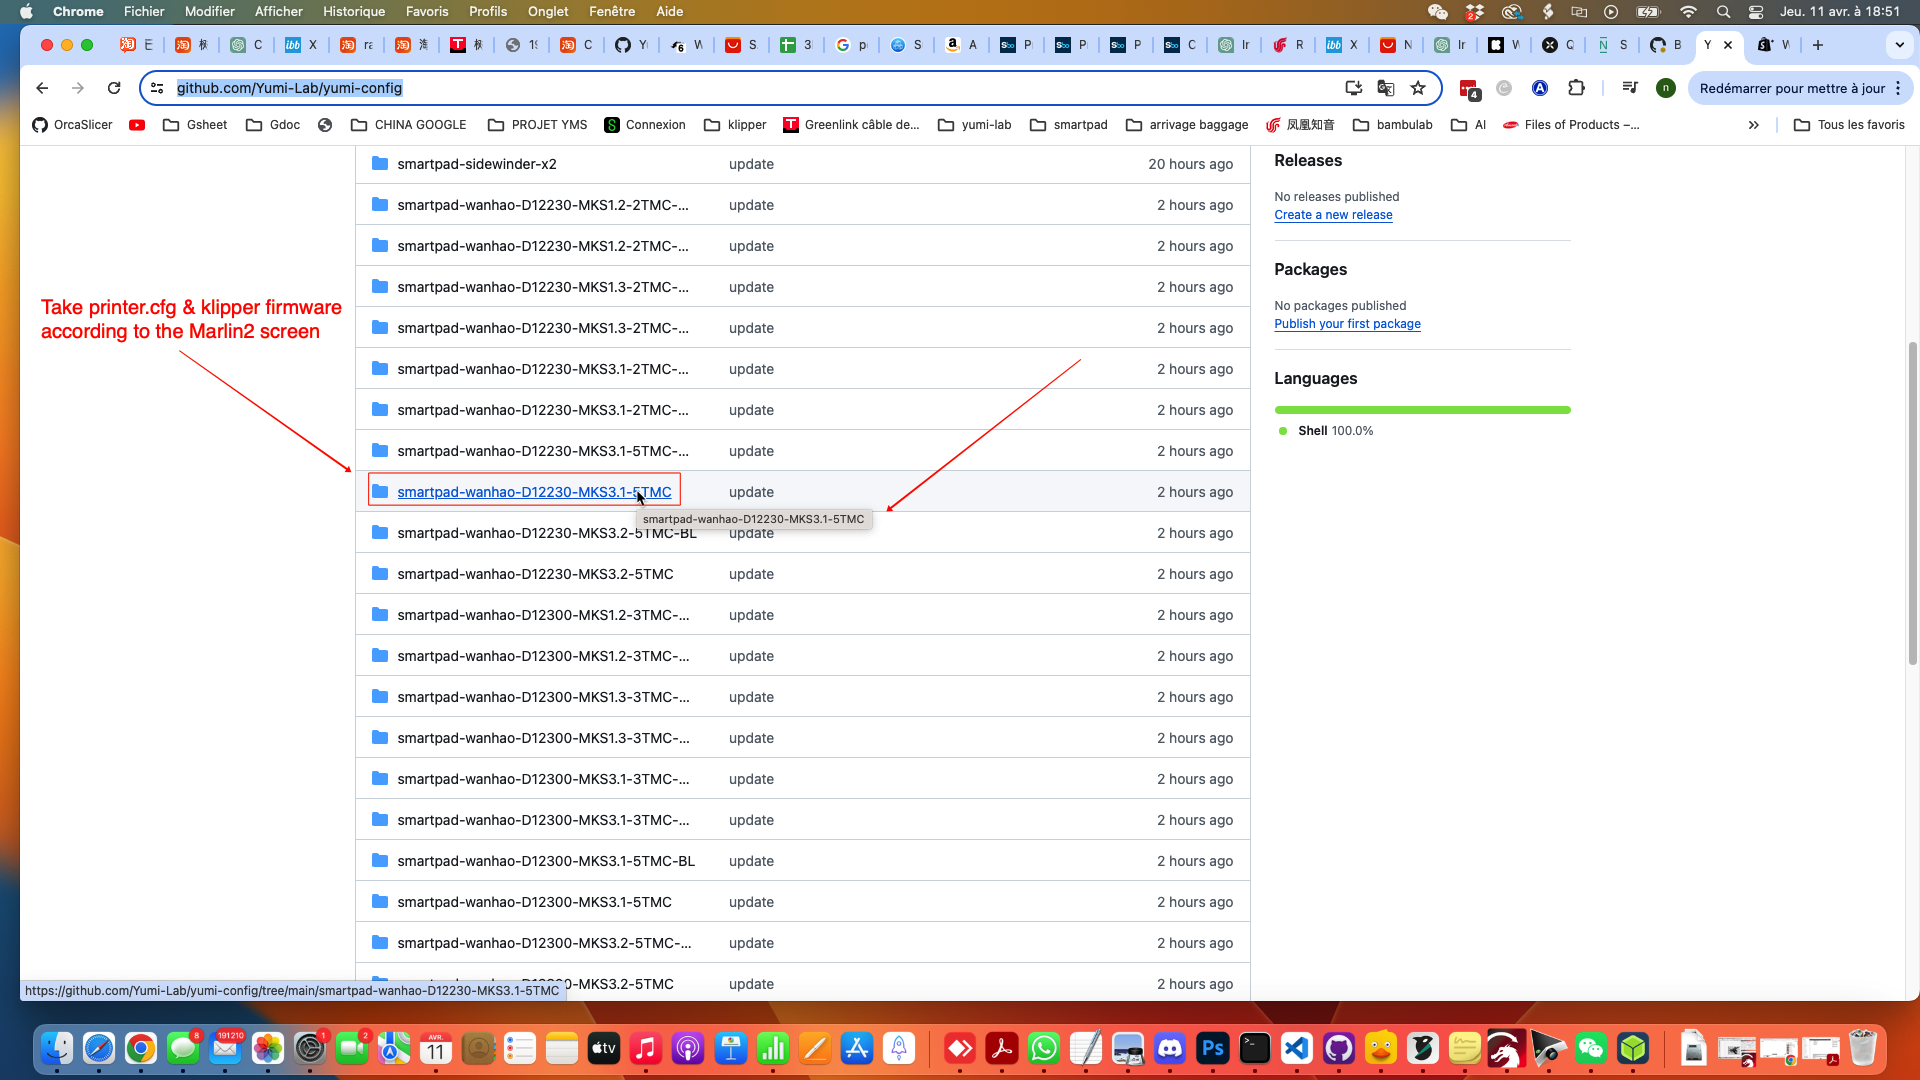 Chrome Fichier Modifier Afficher Historique Favoris Profils Onglet Fenêtre Aide
2
Jeu. 11 avr. à 18:51
github.com/Yumi-Lab/yumi-config
4
n
Redémarrer pour mettre à jour
OrcaSlicer Gsheet Gdoc CHINA GOOGLE PROJET YMS Connexion klipper Greenlink câble de... yumi-lab smartpad arrivage baggage 凤凰知音 bambulab AI Files of Products –... » Tous les favoris
smartpad-sidewinder-x2 update 20 hours ago
smartpad-wanhao-D12230-MKS1.2-2TMC-... update 2 hours ago
smartpad-wanhao-D12230-MKS1.2-2TMC-... update 2 hours ago
smartpad-wanhao-D12230-MKS1.3-2TMC-... update 2 hours ago
smartpad-wanhao-D12230-MKS1.3-2TMC-... update 2 hours ago
smartpad-wanhao-D12230-MKS3.1-2TMC-... update 2 hours ago
smartpad-wanhao-D12230-MKS3.1-2TMC-... update 2 hours ago
smartpad-wanhao-D12230-MKS3.1-5TMC-... update 2 hours ago
smartpad-wanhao-D12230-MKS3.1-5TMC update 2 hours ago
smartpad-wanhao-D12230-MKS3.1-5TMC
smartpad-wanhao-D12230-MKS3.2-5TMC-BL update 2 hours ago
smartpad-wanhao-D12230-MKS3.2-5TMC update 2 hours ago
smartpad-wanhao-D12300-MKS1.2-3TMC-... update 2 hours ago
smartpad-wanhao-D12300-MKS1.2-3TMC-... update 2 hours ago
smartpad-wanhao-D12300-MKS1.3-3TMC-... update 2 hours ago
smartpad-wanhao-D12300-MKS1.3-3TMC-... update 2 hours ago
smartpad-wanhao-D12300-MKS3.1-3TMC-... update 2 hours ago
smartpad-wanhao-D12300-MKS3.1-3TMC-... update 2 hours ago
smartpad-wanhao-D12300-MKS3.1-5TMC-BL update 2 hours ago
smartpad-wanhao-D12300-MKS3.1-5TMC update 2 hours ago
smartpad-wanhao-D12300-MKS3.2-5TMC-... update 2 hours ago
MKS3.2-5TMC update 2 hours ago
Take printer.cfg & klipper firmware
according to the Marlin2 screen
Releases
No releases published
Create a new release
Packages
No packages published
Publish your first package
Languages
Shell 100.0%
https://github.com/Yumi-Lab/yumi-config/tree/main/smartpad-wanhao-D12230-MKS3.1-5TMC
8
191210
1
2
AVR.
11
tv
Ps